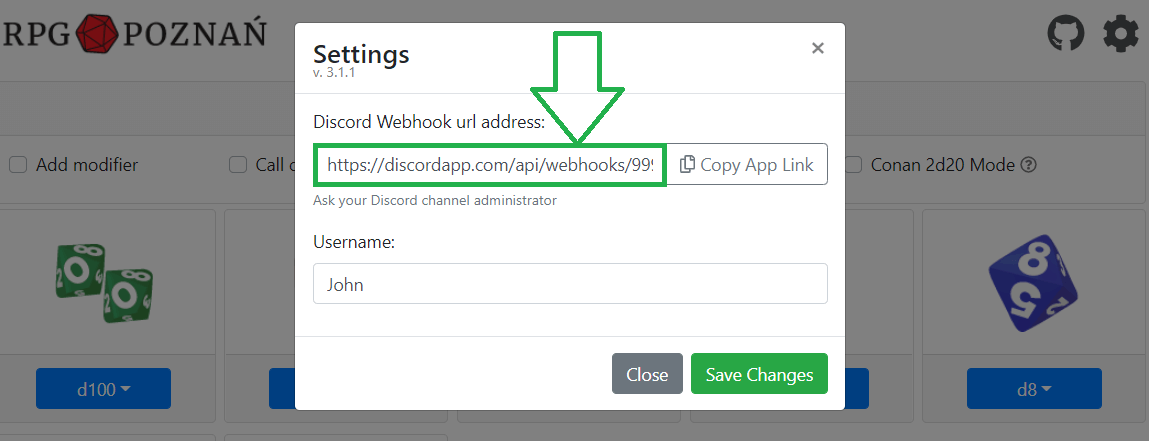 RPG POZNAŃ
Settings
×
v. 3.1.1
Discord Webhook url address:
https://discordapp.com/api/webhooks/999
Copy App Link
Add modifier
Call
Conan 2d20 Mode
Ask your Discord channel administrator
Username:
John
Close
Save Changes
d100
d8